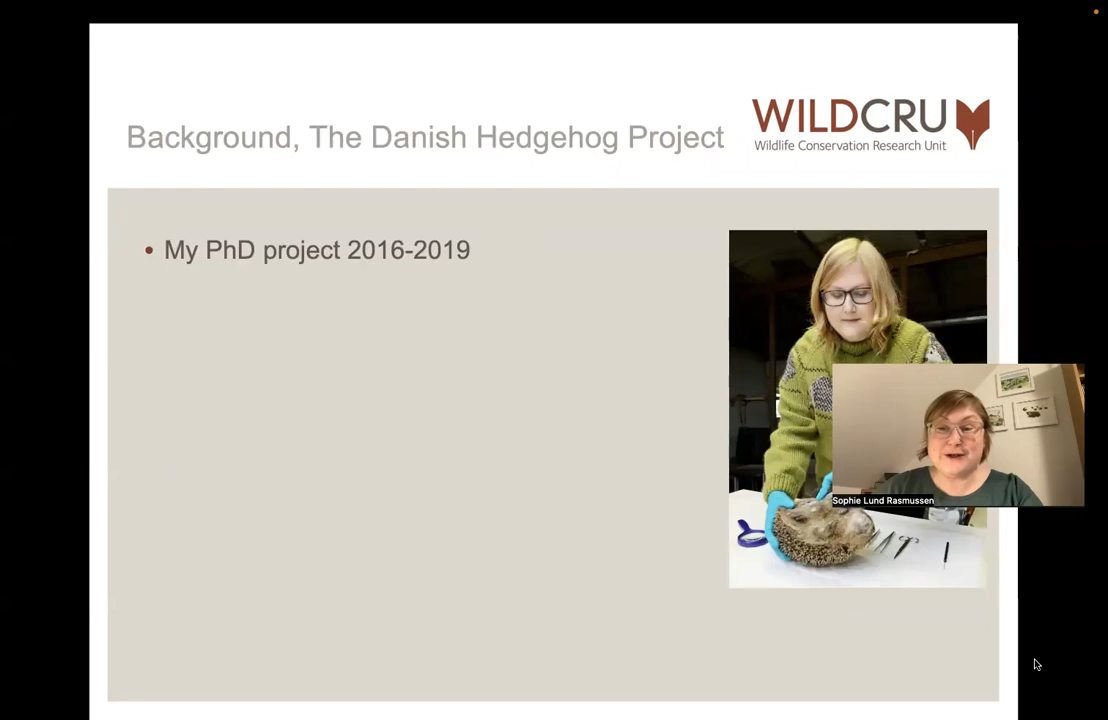 Background, The Danish Hedgehog Project
WILDCRU
Wildlife Conservation Research Unit
• My PhD project 2016-2019
Sophie Lund Rasmussen